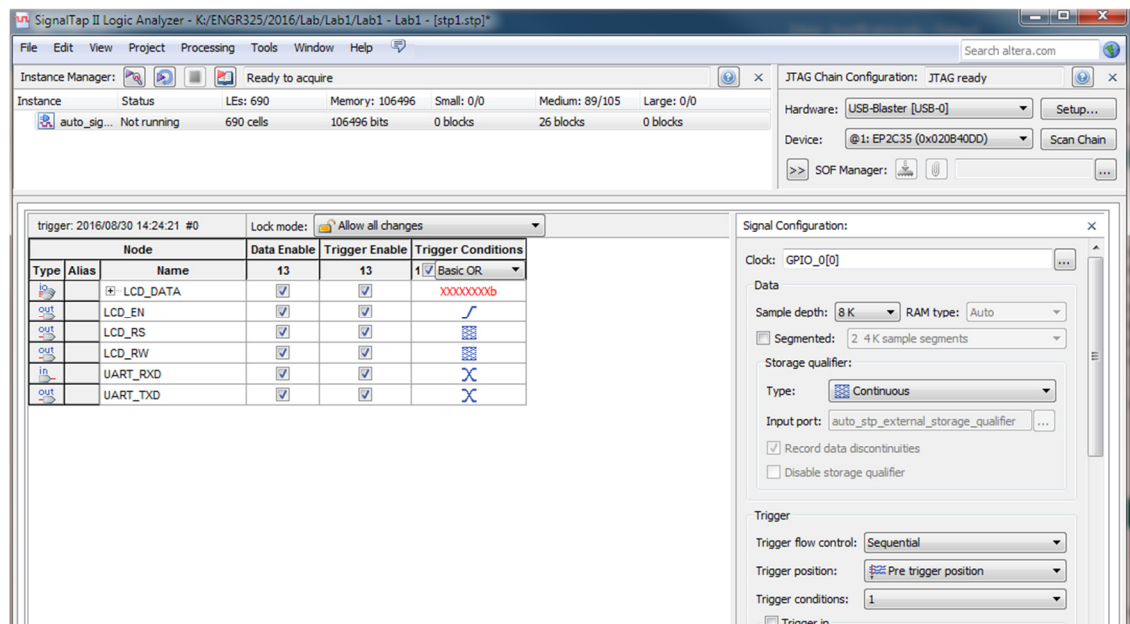 SignalTap II Logic Analyzer - K:/ENGR325/2016/Lab/Lab1/Lab1 - Lab1 - [stp1.stp]*
File Edit View Project Processing Tools Window Help
Search altera.com
Instance Manager: Ready to acquire
Instance Status LEs: 690 Memory: 106496 Small: 0/0 Medium: 89/105 Large: 0/0
auto_sig... Not running 690 cells 106496 bits 0 blocks 26 blocks 0 blocks
JTAG Chain Configuration: JTAG ready
Hardware: USB-Blaster [USB-0] Setup...
Device: @1: EP2C35 (0x020B40DD) Scan Chain
>> SOF Manager: ...
trigger: 2016/08/30 14:24:21 #0 Lock mode: Allow all changes
Node Data Enable Trigger Enable Trigger Conditions
Type Alias Name 13 13 1 Basic OR
LCD_DATA XXXXXXXXb
out LCD_EN
out LCD_RS
out LCD_RW
in UART_RXD
out UART_TXD
Signal Configuration:
Clock: GPIO_0[0] ...
Data
Sample depth: 8 K RAM type: Auto
Segmented: 2 4 K sample segments
Storage qualifier:
Type: Continuous
Input port: auto_stp_external_storage_qualifier ...
Record data discontinuities
Disable storage qualifier
Trigger
Trigger flow control: Sequential
Trigger position: Pre trigger position
Trigger conditions: 1
Trigger in